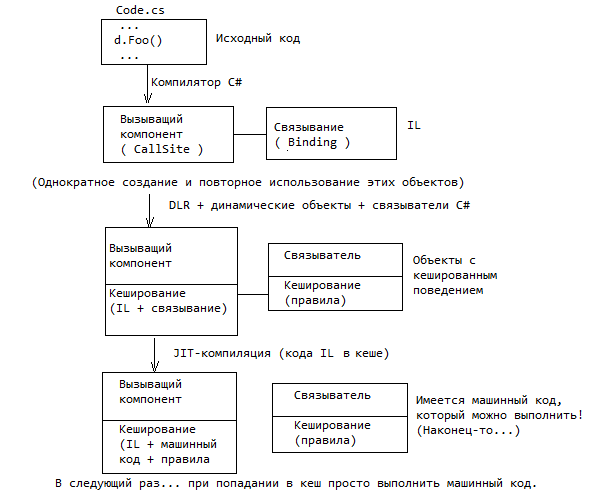 Code.cs
...
d.Foo()
...
Исходный код
Компилятор C#
Вызыващий
компонент
( CallSite )
Связывание
( Binding )
IL
(Однократное создание и повторное использование этих объектов)
DLR + динамические объекты + связыватели C#
Вызыващий
компонент
Кеширование
(IL + связывание)
Связыватель
Кеширование
(правила)
Объекты с
кешированным
поведением
JIT-компиляция (кода IL в кеше)
Вызыващий
компонент
Кеширование
(IL + машинный
код + правила
Связыватель
Кеширование
(правила)
Имеется машинный код,
который можно выполнить!
(Наконец-то...)
В следующий раз... при попадании в кеш просто выполнить машинный код.